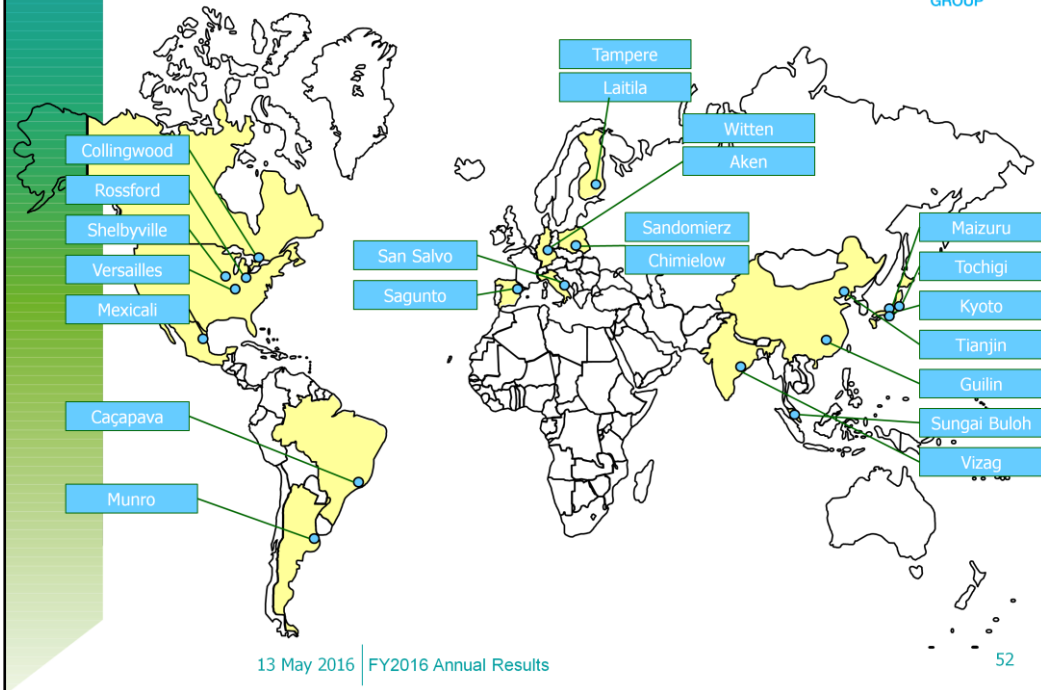 GROUP
Tampere
Laitila
Witten
Aken
Collingwood
Rossford
Shelbyville
Versailles
Mexicali
San Salvo
Sagunto
Sandomierz
Chimielow
Maizuru
Tochigi
Kyoto
Tianjin
Guilin
Sungai Buloh
Vizag
Caçapava
Munro
13 May 2016 FY2016 Annual Results
52